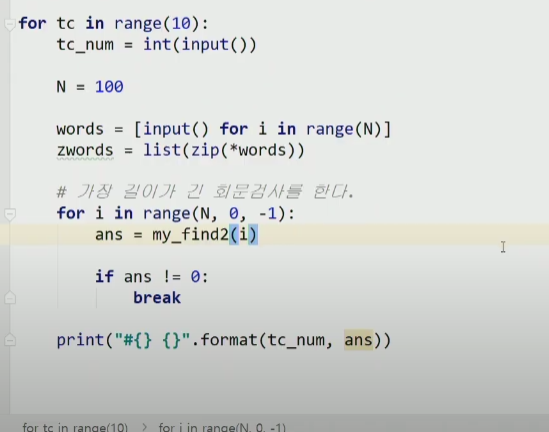 for tc in range(10):
    tc_num = int(input())
    N = 100
    words = [input() for i in range(N)]
    zwords = list(zip(*words))
    # 가장 길이가 긴 회문검사를 한다.
    for i in range(N, 0, -1):
        ans = my_find2(i)
        if ans != 0:
            break
    print("#{} {}".format(tc_num, ans))
for tc in range(10) > for i in range(N, 0, -1)